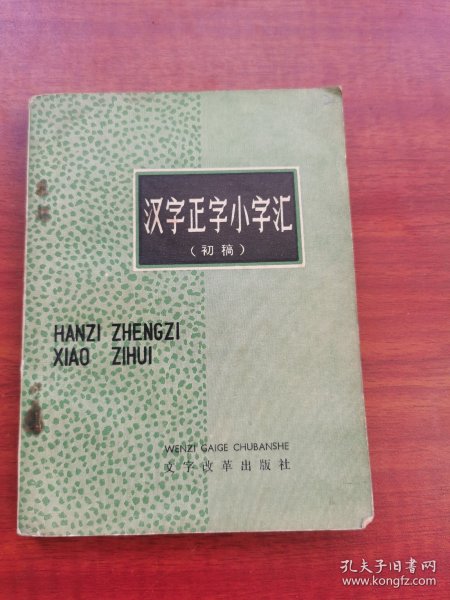 汉字正字小字汇
（初稿）
HANZI ZHENGZI
XIAO ZIHUI
WENZI GAIGE CHUBANSHE
文字改革出版社
孔夫子旧书网
www.kongfz.com